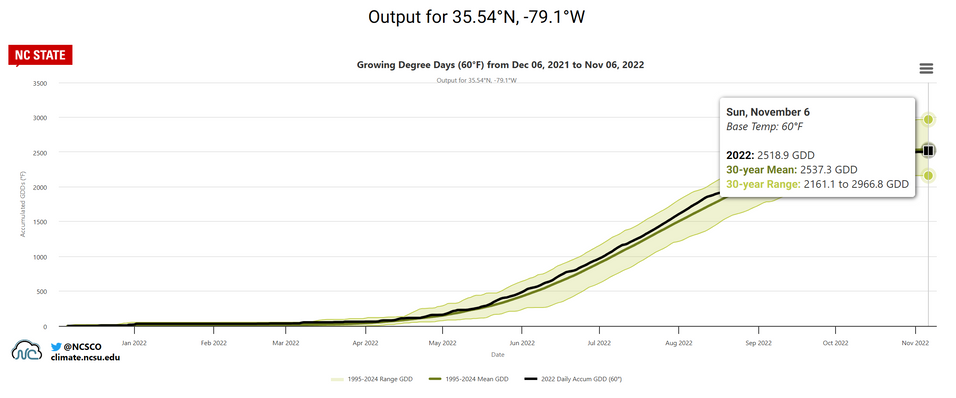 Output for 35.54°N, -79.1°W
NC STATE
Growing Degree Days (60°F) from Dec 06, 2021 to Nov 06, 2022
Output for 35.54°N, -79.1°W
3500
3000
2500
2000
1500
1000
500
0
Accumulated GDDs (°F)
Sun, November 6
Base Temp: 60°F
2022: 2518.9 GDD
30-year Mean: 2537.3 GDD
30-year Range: 2161.1 to 2966.8 GDD
Jan 2022 Feb 2022 Mar 2022 Apr 2022 May 2022 Jun 2022 Jul 2022 Aug 2022 Sep 2022 Oct 2022 Nov 2022
Date
NC
@NCSCO
climate.ncsu.edu
1995-2024 Range GDD 1995-2024 Mean GDD 2022 Daily Accum GDD (60°)